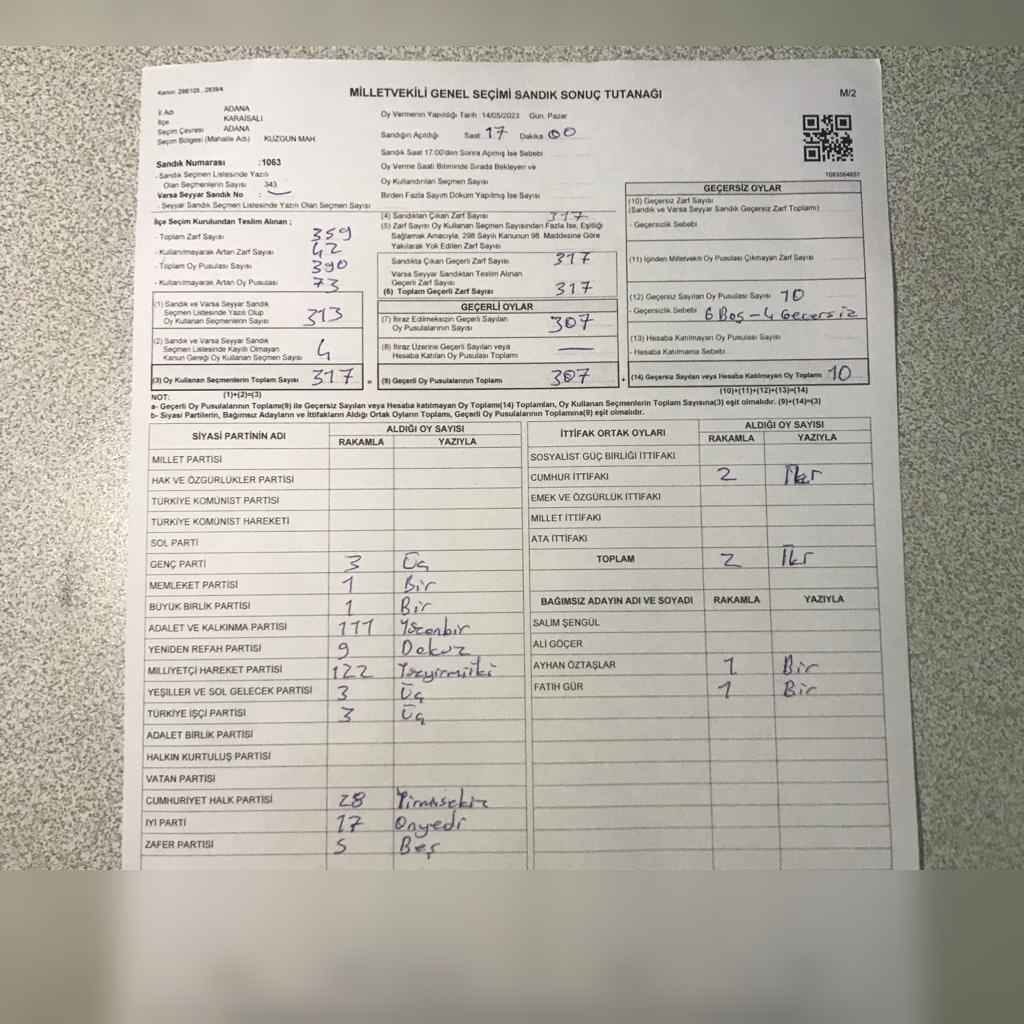 Kanun: 298/105 , 2839/4
MİLLETVEKİLİ GENEL SEÇİMİ SANDIK SONUÇ TUTANAĞI
M/2
İl Adı ADANA
İlçe KARAİSALI
Seçim Çevresi ADANA
Seçim Bölgesi (Mahalle Adı) KUZGUN MAH
Oy Vermenin Yapıldığı Tarih :14/05/2023 Gün: Pazar
Sandığın Açıldığı Saat 17 Dakika 00
Sandık Saat 17.00'den Sonra Açılmış İse Sebebi
Oy Verme Saati Bitiminde Sırada Bekleyen ve
Oy Kullandırılan Seçmen Sayısı
Birden Fazla Sayım Döküm Yapılmış İse Sayısı
Sandık Numarası :1063
- Sandık Seçmen Listesinde Yazılı
Olan Seçmenlerin Sayısı 343
Varsa Seyyar Sandık No :
- Seyyar Sandık Seçmen Listesinde Yazılı Olan Seçmen Sayısı
İlçe Seçim Kurulundan Teslim Alınan ;
- Toplam Zarf Sayısı 359
- Kullanılmayarak Artan Zarf Sayısı 42
- Toplam Oy Pusulası Sayısı 390
- Kullanılmayarak Artan Oy Pusulası 73
(1) Sandık ve Varsa Seyyar Sandık
Seçmen Listesinde Yazılı Olup
Oy Kullanan Seçmenlerin Sayısı 313
(2) Sandık ve Varsa Seyyar Sandık
Seçmen Listesinde Kayıtlı Olmayan
Kanun Gereği Oy Kullanan Seçmen Sayısı 4
(3) Oy Kullanan Seçmenlerin Toplam Sayısı 317 =
(1)+(2)=(3)
(4) Sandıktan Çıkan Zarf Sayısı 317
(5) Zarf Sayısı Oy Kullanan Seçmen Sayısından Fazla İse, Eşitliği
Sağlamak Amacıyla, 298 Sayılı Kanunun 98. Maddesine Göre
Yakılarak Yok Edilen Zarf Sayısı
Sandıkta Çıkan Geçerli Zarf Sayısı 317
Varsa Seyyar Sandıktan Teslim Alınan
Geçerli Zarf Sayısı
(6) Toplam Geçerli Zarf Sayısı 317
GEÇERLİ OYLAR
(7) İtiraz Edilmeksizin Geçerli Sayılan
Oy Pusulalarının Sayısı 307
(8) İtiraz Üzerine Geçerli Sayılan veya
Hesaba Katılan Oy Pusulası Toplamı —
(9) Geçerli Oy Pusulalarının Toplamı 307 +
GEÇERSİZ OYLAR
(10) Geçersiz Zarf Sayısı
(Sandık ve Varsa Seyyar Sandık Geçersiz Zarf Toplamı)
- Geçersizlik Sebebi
(11) İçinden Milletvekili Oy Pusulası Çıkmayan Zarf Sayısı
(12) Geçersiz Sayılan Oy Pusulası Sayısı 10
- Geçersizlik Sebebi 6 Boş - 4 Gecersiz
(13) Hesaba Katılmayan Oy Pusulası Sayısı
- Hesaba Katılmama Sebebi
(14) Geçersiz Sayılan veya Hesaba Katılmayan Oy Toplamı 10
(10)+(11)+(12)+(13)=(14)
NOT:
a- Geçerli Oy Pusulalarının Toplamı(9) ile Geçersiz Sayılan veya Hesaba katılmayan Oy Toplamı(14) Toplamları, Oy Kullanan Seçmenlerin Toplam Sayısına(3) eşit olmalıdır. (9)+(14)=(3)
b- Siyasi Partilerin, Bağımsız Adayların ve İttifakların Aldığı Ortak Oyların Toplamı, Geçerli Oy Pusulalarının Toplamına(9) eşit olmalıdır.
SİYASİ PARTİNİN ADI ALDIĞI OY SAYISI
RAKAMLA YAZIYLA
MİLLET PARTİSİ
HAK VE ÖZGÜRLÜKLER PARTİSİ
TÜRKİYE KOMÜNİST PARTİSİ
TÜRKİYE KOMÜNİST HAREKETİ
SOL PARTİ
GENÇ PARTİ 3 Üç
MEMLEKET PARTİSİ 1 Bir
BÜYÜK BİRLİK PARTİSİ 1 Bir
ADALET VE KALKINMA PARTİSİ 111 Yüzonbir
YENİDEN REFAH PARTİSİ 9 Dokuz
MİLLİYETÇİ HAREKET PARTİSİ 122 Yüzyirmiiki
YEŞİLLER VE SOL GELECEK PARTİSİ 3 Üç
TÜRKİYE İŞÇİ PARTİSİ 3 Üç
ADALET BİRLİK PARTİSİ
HALKIN KURTULUŞ PARTİSİ
VATAN PARTİSİ
CUMHURİYET HALK PARTİSİ 28 Yirmisekiz
İYİ PARTİ 17 Onyedi
ZAFER PARTİSİ 5 Beş
İTTİFAK ORTAK OYLARI ALDIĞI OY SAYISI
RAKAMLA YAZIYLA
SOSYALİST GÜÇ BİRLİĞİ İTTİFAKI
CUMHUR İTTİFAKI 2 İki
EMEK VE ÖZGÜRLÜK İTTİFAKI
MİLLET İTTİFAKI
ATA İTTİFAKI
TOPLAM 2 İki
BAĞIMSIZ ADAYIN ADI VE SOYADI RAKAMLA YAZIYLA
SALİM ŞENGÜL
ALİ GÖÇER
AYHAN ÖZTAŞLAR 1 Bir
FATİH GÜR 1 Bir